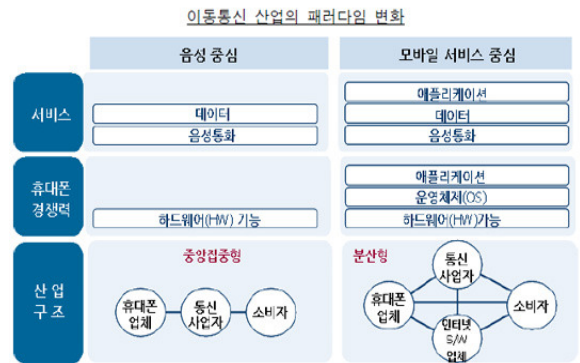 이동통신 산업의 패러다임 변화
음성 중심
모바일 서비스 중심
서비스
데이터
음성통화
애플리케이션
데이터
음성통화
휴대폰
경쟁력
하드웨어(HW) 기능
애플리케이션
운영체제(OS)
하드웨어(HW)가능
산 업
구 조
중앙집중형
휴대폰
업체
통신
사업자
소비자
분산형
통신
사업자
휴대폰
업체
소비자
인터넷
S/W
업체